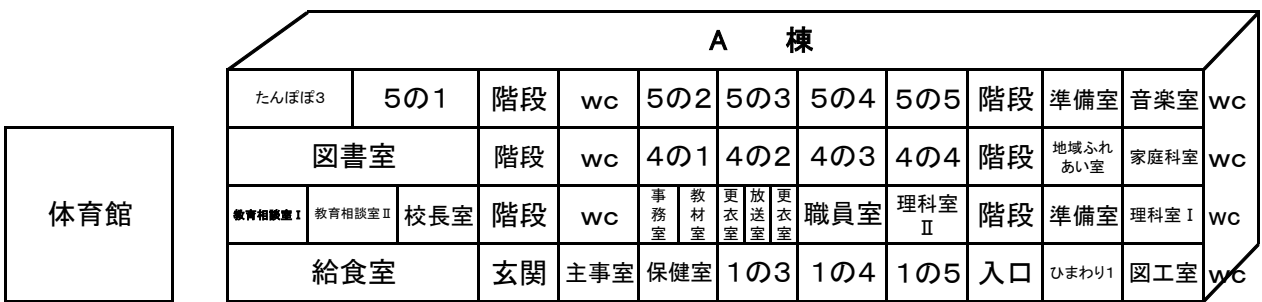 A 棟
たんぽぽ3 5の1 階段 wc 5の2 5の3 5の4 5の5 階段 準備室 音楽室 wc
図書室 階段 wc 4の1 4の2 4の3 4の4 階段 地域ふれあい室 家庭科室 wc
体育館
教育相談室Ⅰ 教育相談室Ⅱ 校長室 階段 wc 事務室 教材室 更衣室 放送室 更衣室 職員室 理科室Ⅱ 階段 準備室 理科室Ⅰ wc
給食室 玄関 主事室 保健室 1の3 1の4 1の5 入口 ひまわり1 図工室 wc